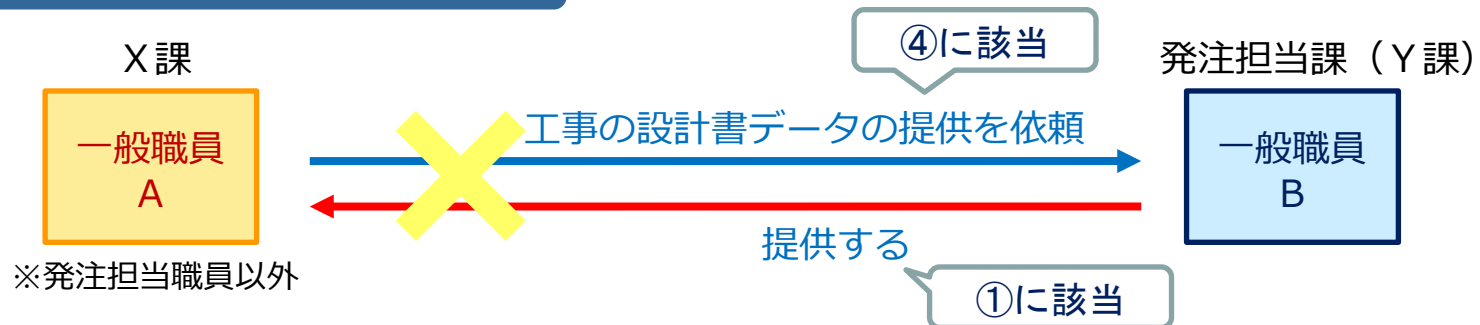 ④に該当
X課
発注担当課（Y課）
工事の設計書データの提供を依頼
一般職員
A
一般職員
B
提供する
※発注担当職員以外
①に該当